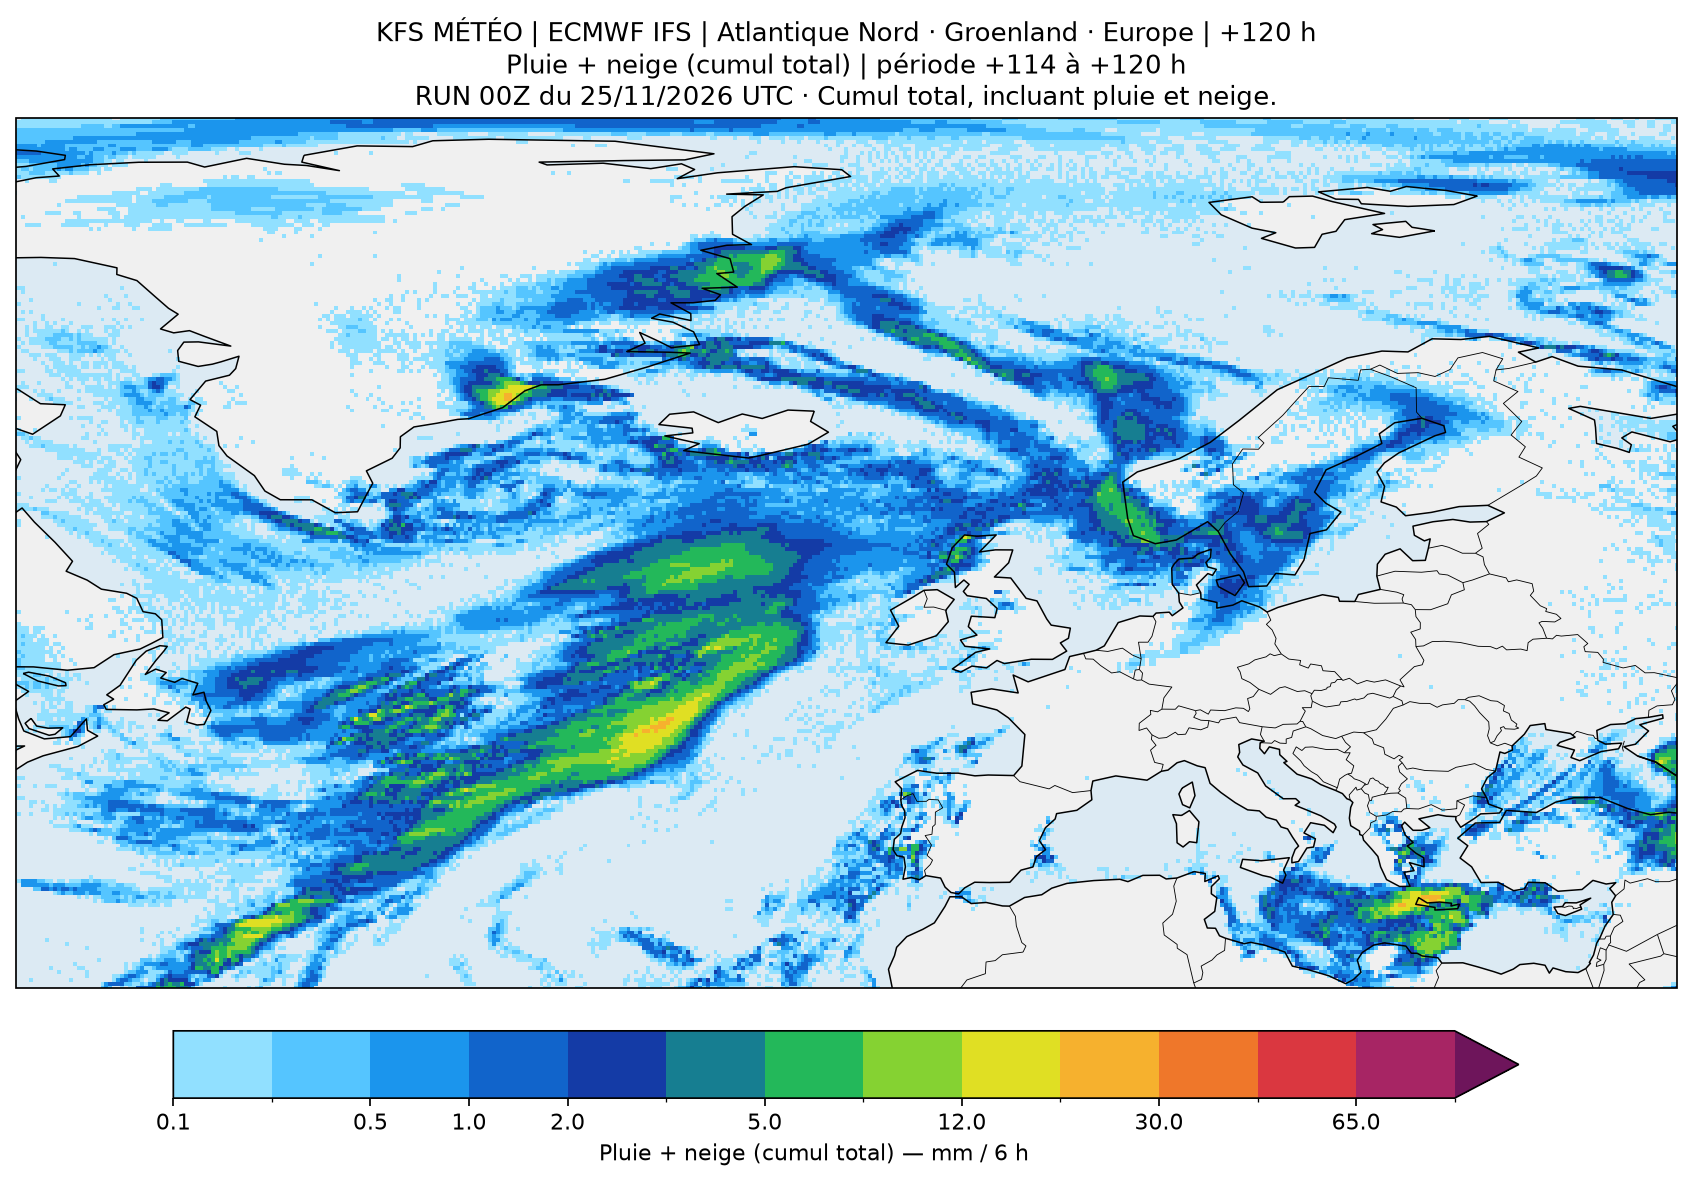 KFS MÉTÉO | ECMWF IFS | Atlantique Nord · Groenland · Europe | +120 h
Pluie + neige (cumul total) | période +114 à +120 h
RUN 00Z du 25/11/2026 UTC · Cumul total, incluant pluie et neige.
0.1 0.5 1.0 2.0 5.0 12.0 30.0 65.0
Pluie + neige (cumul total) — mm / 6 h